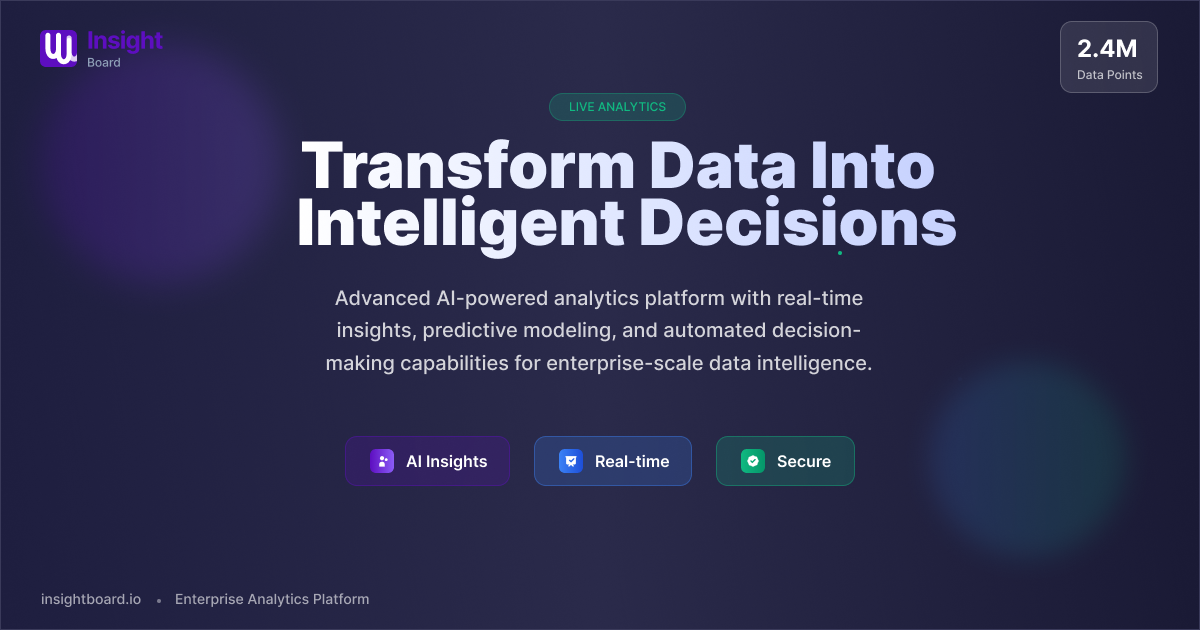 Insight
Board
2.4M
Data Points
LIVE ANALYTICS
Transform Data Into
Intelligent Decisions
Advanced AI-powered analytics platform with real-time
insights, predictive modeling, and automated decision-
making capabilities for enterprise-scale data intelligence.
AI Insights
Real-time
Secure
insightboard.io • Enterprise Analytics Platform